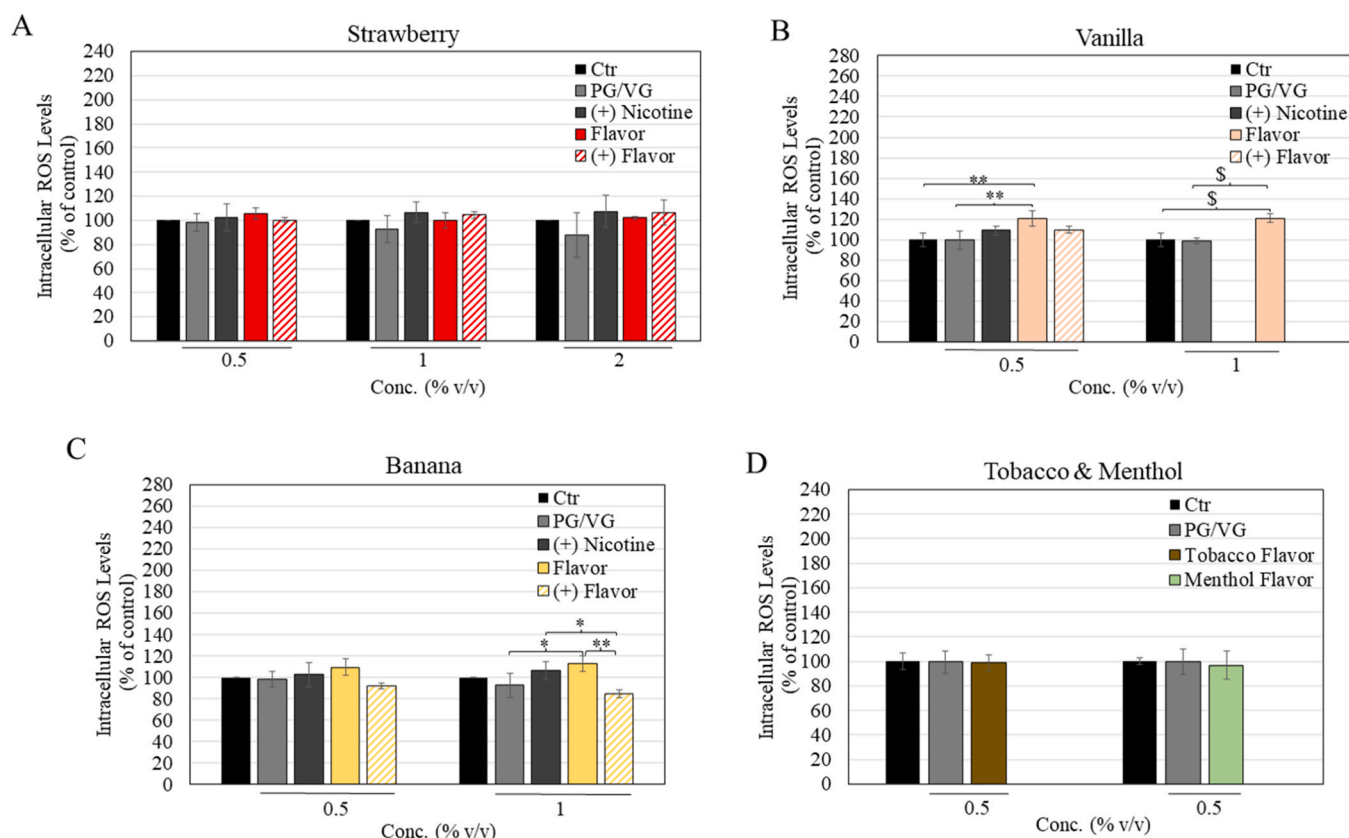 A
Strawberry
Intracellular ROS Levels
(% of control)
240
220
200
180
160
140
120
100
80
60
40
20
0
Ctr
PG/VG
(+) Nicotine
Flavor
(+) Flavor
0.5
1
2
Conc. (% v/v)
B
Vanilla
Intracellular ROS Levels
(% of control)
280
260
240
220
200
180
160
140
120
100
80
60
40
20
0
Ctr
PG/VG
(+) Nicotine
Flavor
(+) Flavor
**
**
$
$
0.5
1
Conc. (% v/v)
C
Banana
Intracellular ROS Levels
(% of control)
280
260
240
220
200
180
160
140
120
100
80
60
40
20
0
Ctr
PG/VG
(+) Nicotine
Flavor
(+) Flavor
*
* **
0.5
1
Conc. (% v/v)
D
Tobacco & Menthol
Intracellular ROS Levels
(% of control)
240
220
200
180
160
140
120
100
80
60
40
20
0
Ctr
PG/VG
Tobacco Flavor
Menthol Flavor
0.5
0.5
Conc. (% v/v)